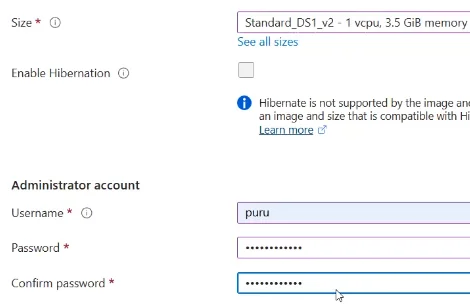 Size *
Standard_DS1_v2 - 1 vcpu, 3.5 GiB memory
See all sizes
Enable Hibernation
Hibernate is not supported by the image and
an image and size that is compatible with Hi
Learn more
Administrator account
Username *
puru
Password *
••••••••••••
Confirm password *
••••••••••••